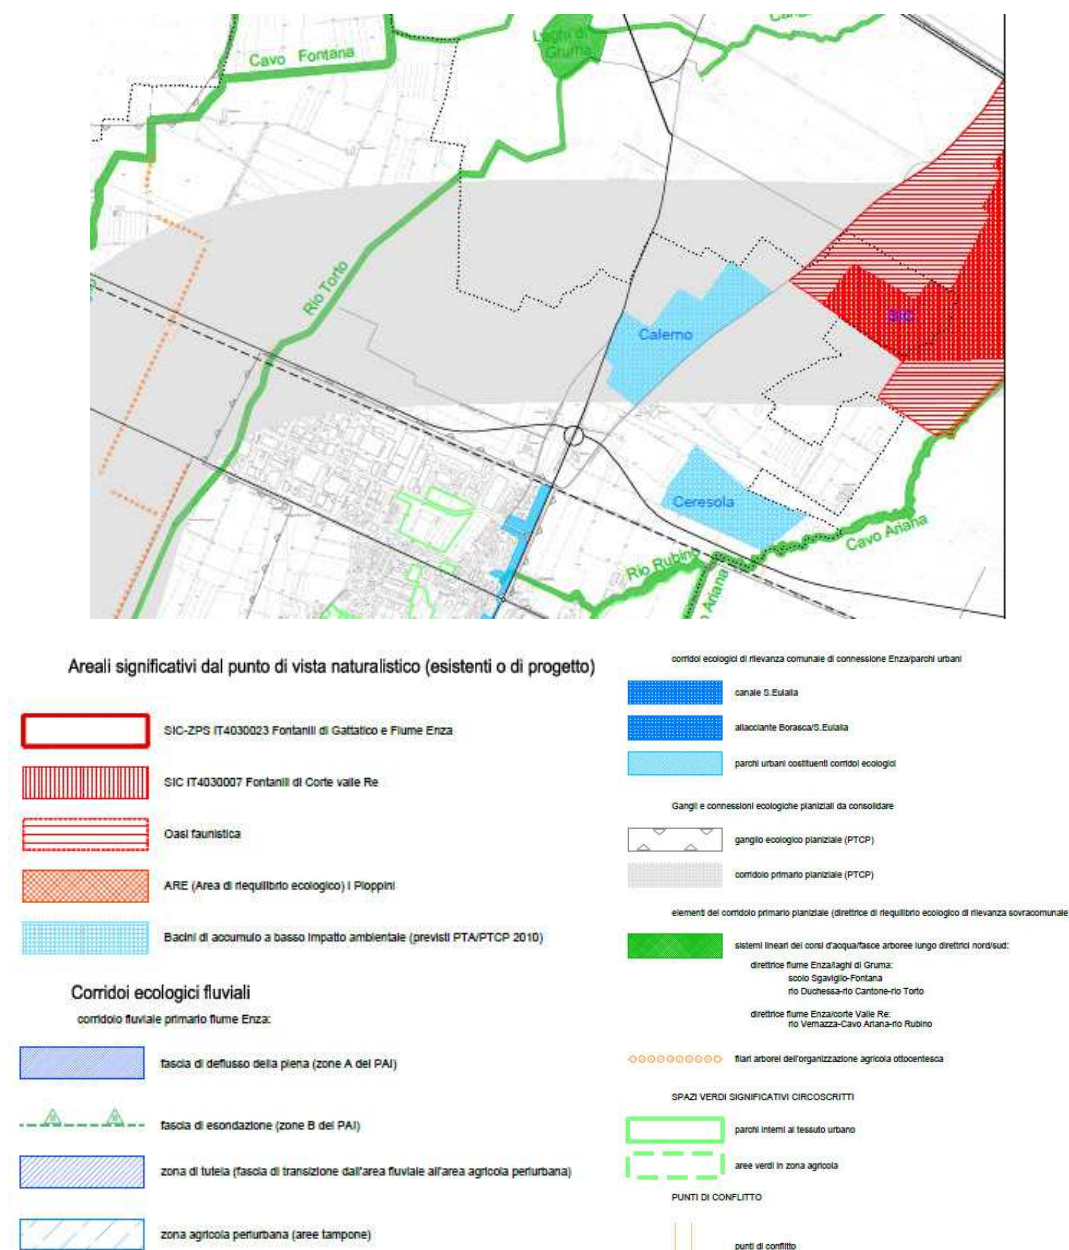 Cavo Fontana
Laghi di
Gruma
Rio Torto
Calerno
SIC
Ceresola
Rio Rubino
Cavo Ariana
Ariana
Areali significativi dal punto di vista naturalistico (esistenti o di progetto)
SIC-ZPS IT4030023 Fontanili di Gattatico e Fiume Enza
SIC IT4030007 Fontanili di Corte valle Re
Oasi faunistica
ARE (Area di riequilibrio ecologico) I Pioppini
Bacini di accumulo a basso impatto ambientale (previsti PTA/PTCP 2010)
Corridoi ecologici fluviali
corridoio fluviale primario fiume Enza:
fascia di deflusso della piena (zone A del PAI)
fascia di esondazione (zone B del PAI)
zona di tutela (fascia di transizione dall'area fluviale all'area agricola periurbana)
zona agricola periurbana (aree tampone)
corridoi ecologici di rilevanza comunale di connessione Enza/parchi urbani
canale S.Eulalia
allacciante Borasca/S.Eulalia
parchi urbani costituenti corridoi ecologici
Gangli e connessioni ecologiche planiziali da consolidare
ganglio ecologico planiziale (PTCP)
corridoio primario planiziale (PTCP)
elementi del corridoio primario planiziale (direttrice di riequilibrio ecologico di rilevanza sovracomunale
sistemi lineari dei corsi d'acqua/fasce arboree lungo direttrici nord/sud:
direttrice fiume Enza/laghi di Gruma:
scolo Sgaviglio-Fontana
rio Duchessa-rio Cantone-rio Torto
direttrice fiume Enza/corte Valle Re:
rio Vernazza-Cavo Ariana-rio Rubino
filari arborei dell'organizzazione agricola ottocentesca
SPAZI VERDI SIGNIFICATIVI CIRCOSCRITTI
parchi interni al tessuto urbano
aree verdi in zona agricola
PUNTI DI CONFLITTO
punti di conflitto